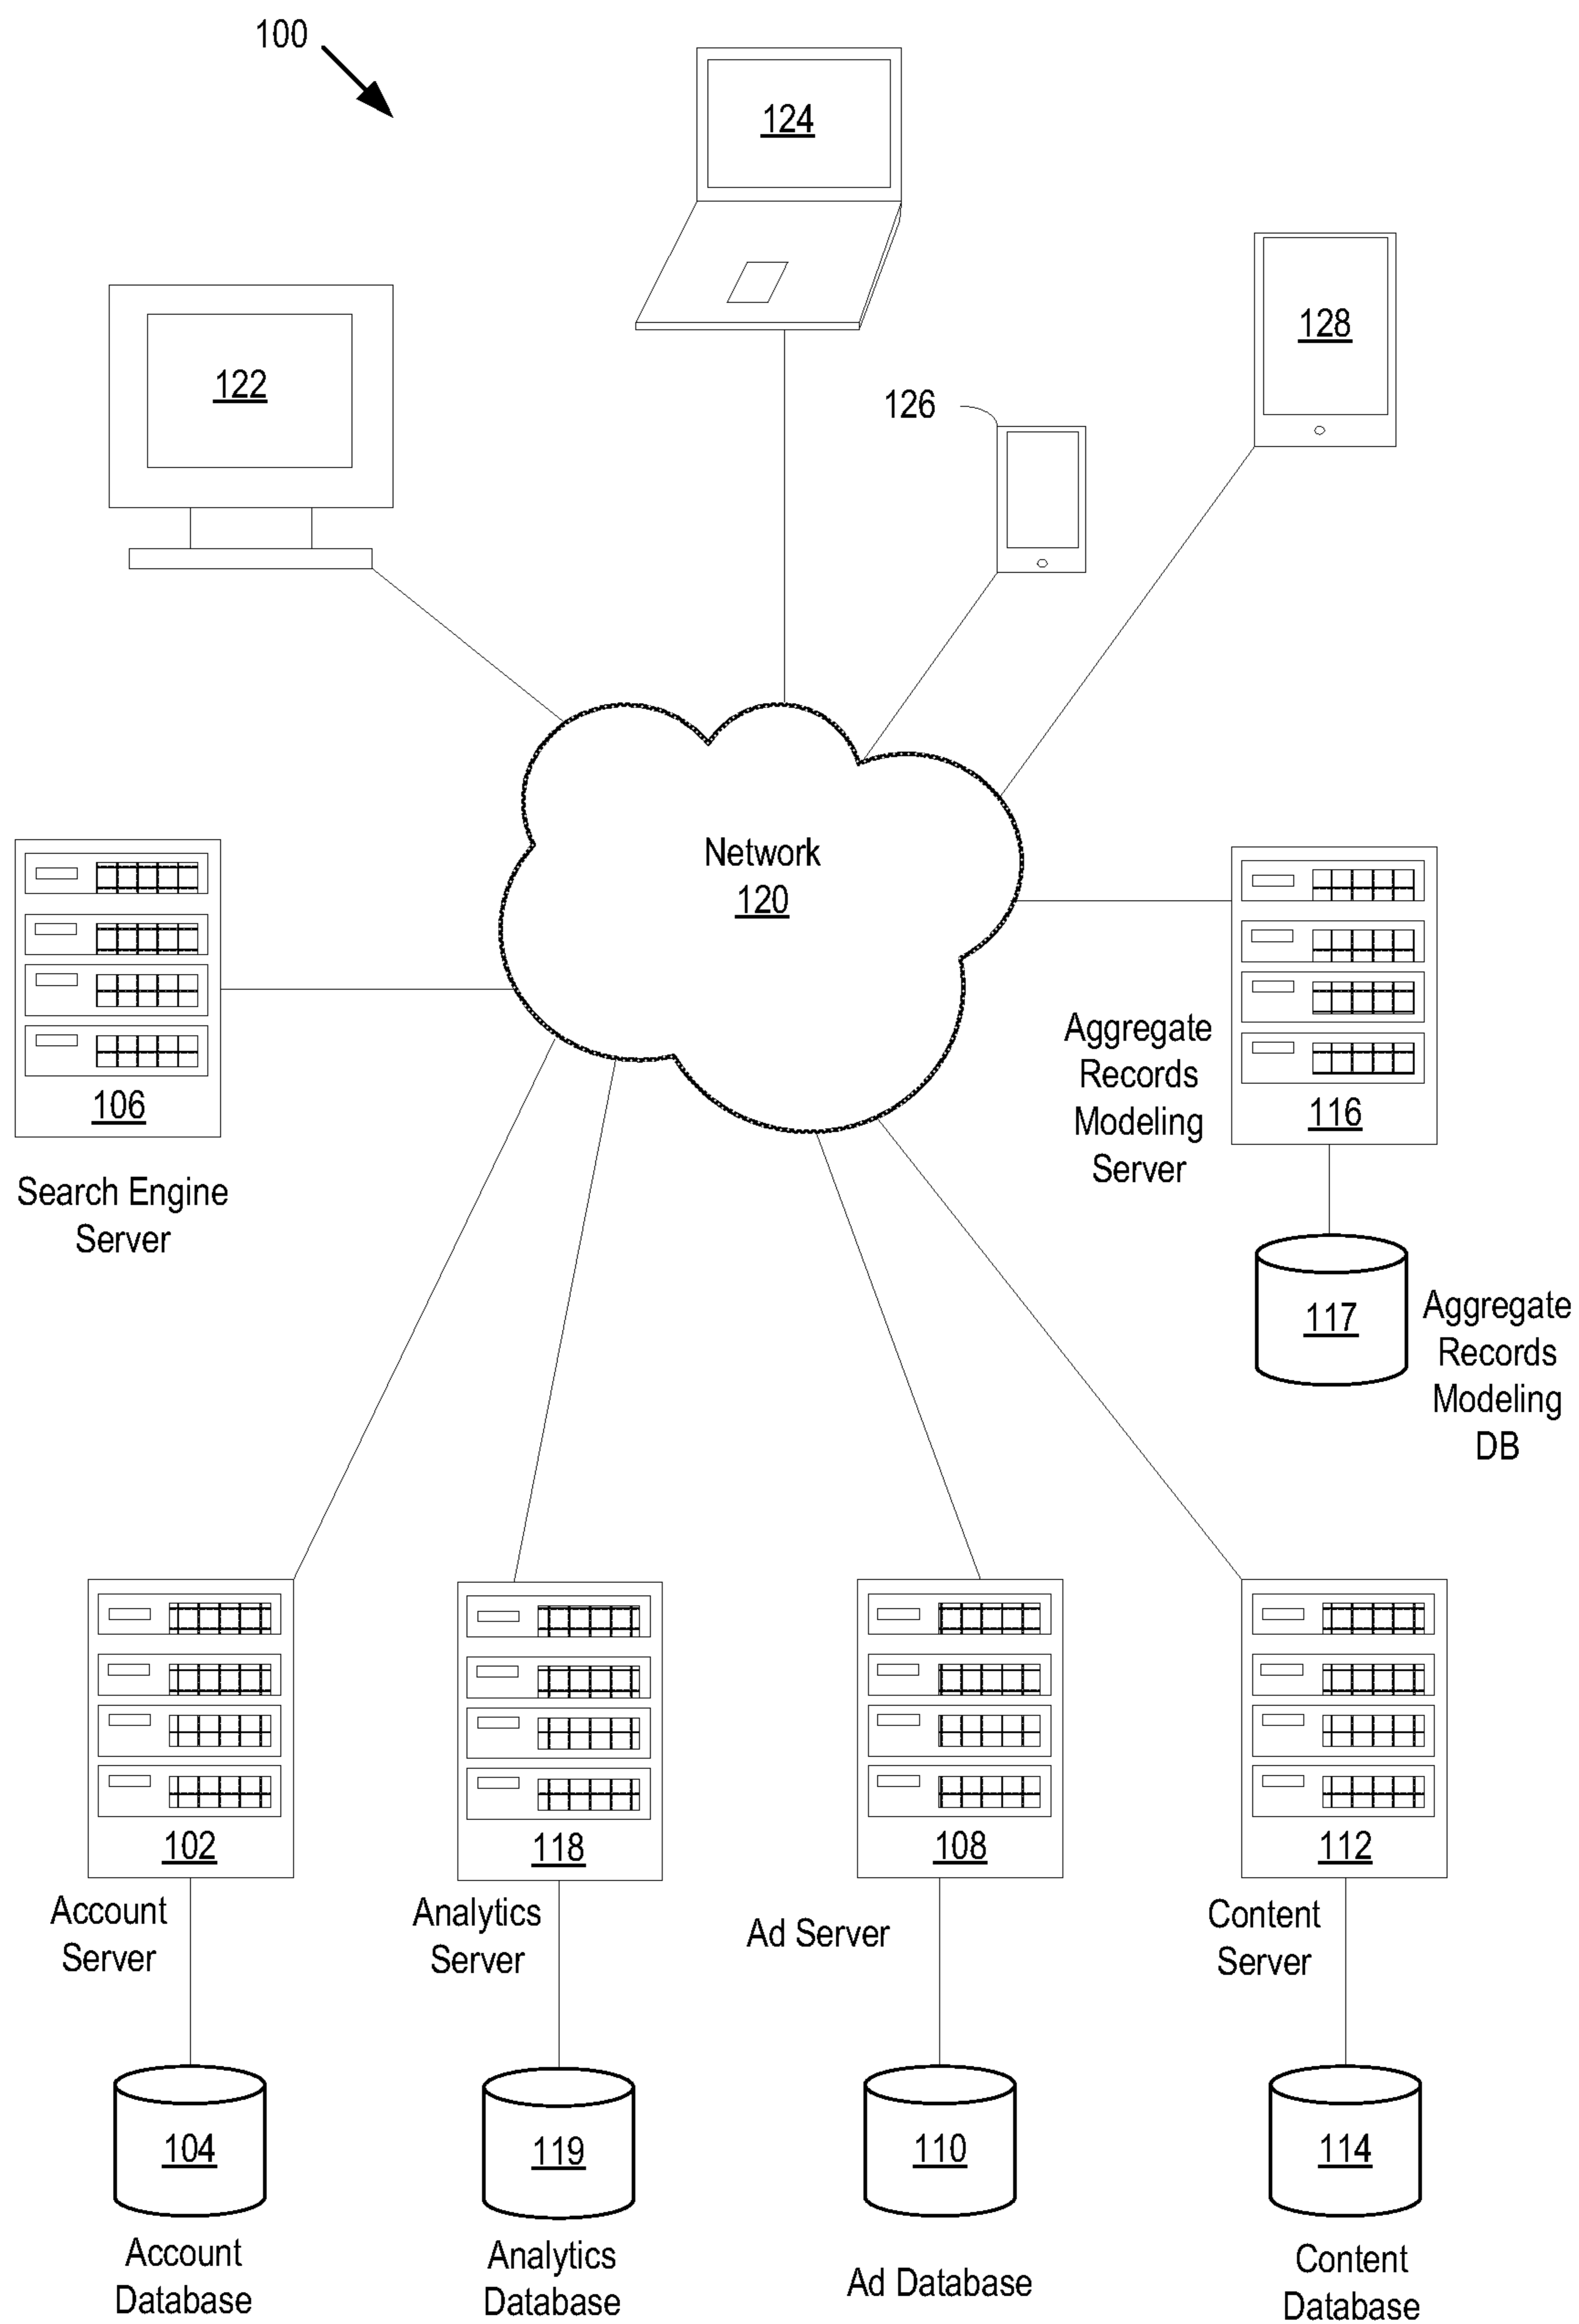 100
124
128
122
126
Network
120
106
Search Engine
Server
Aggregate
Records
Modeling
Server
116
117
Aggregate
Records
Modeling
DB
102
Account
Server
118
Analytics
Server
108
Ad Server
112
Content
Server
104
Account
Database
119
Analytics
Database
110
Ad Database
114
Content
Database